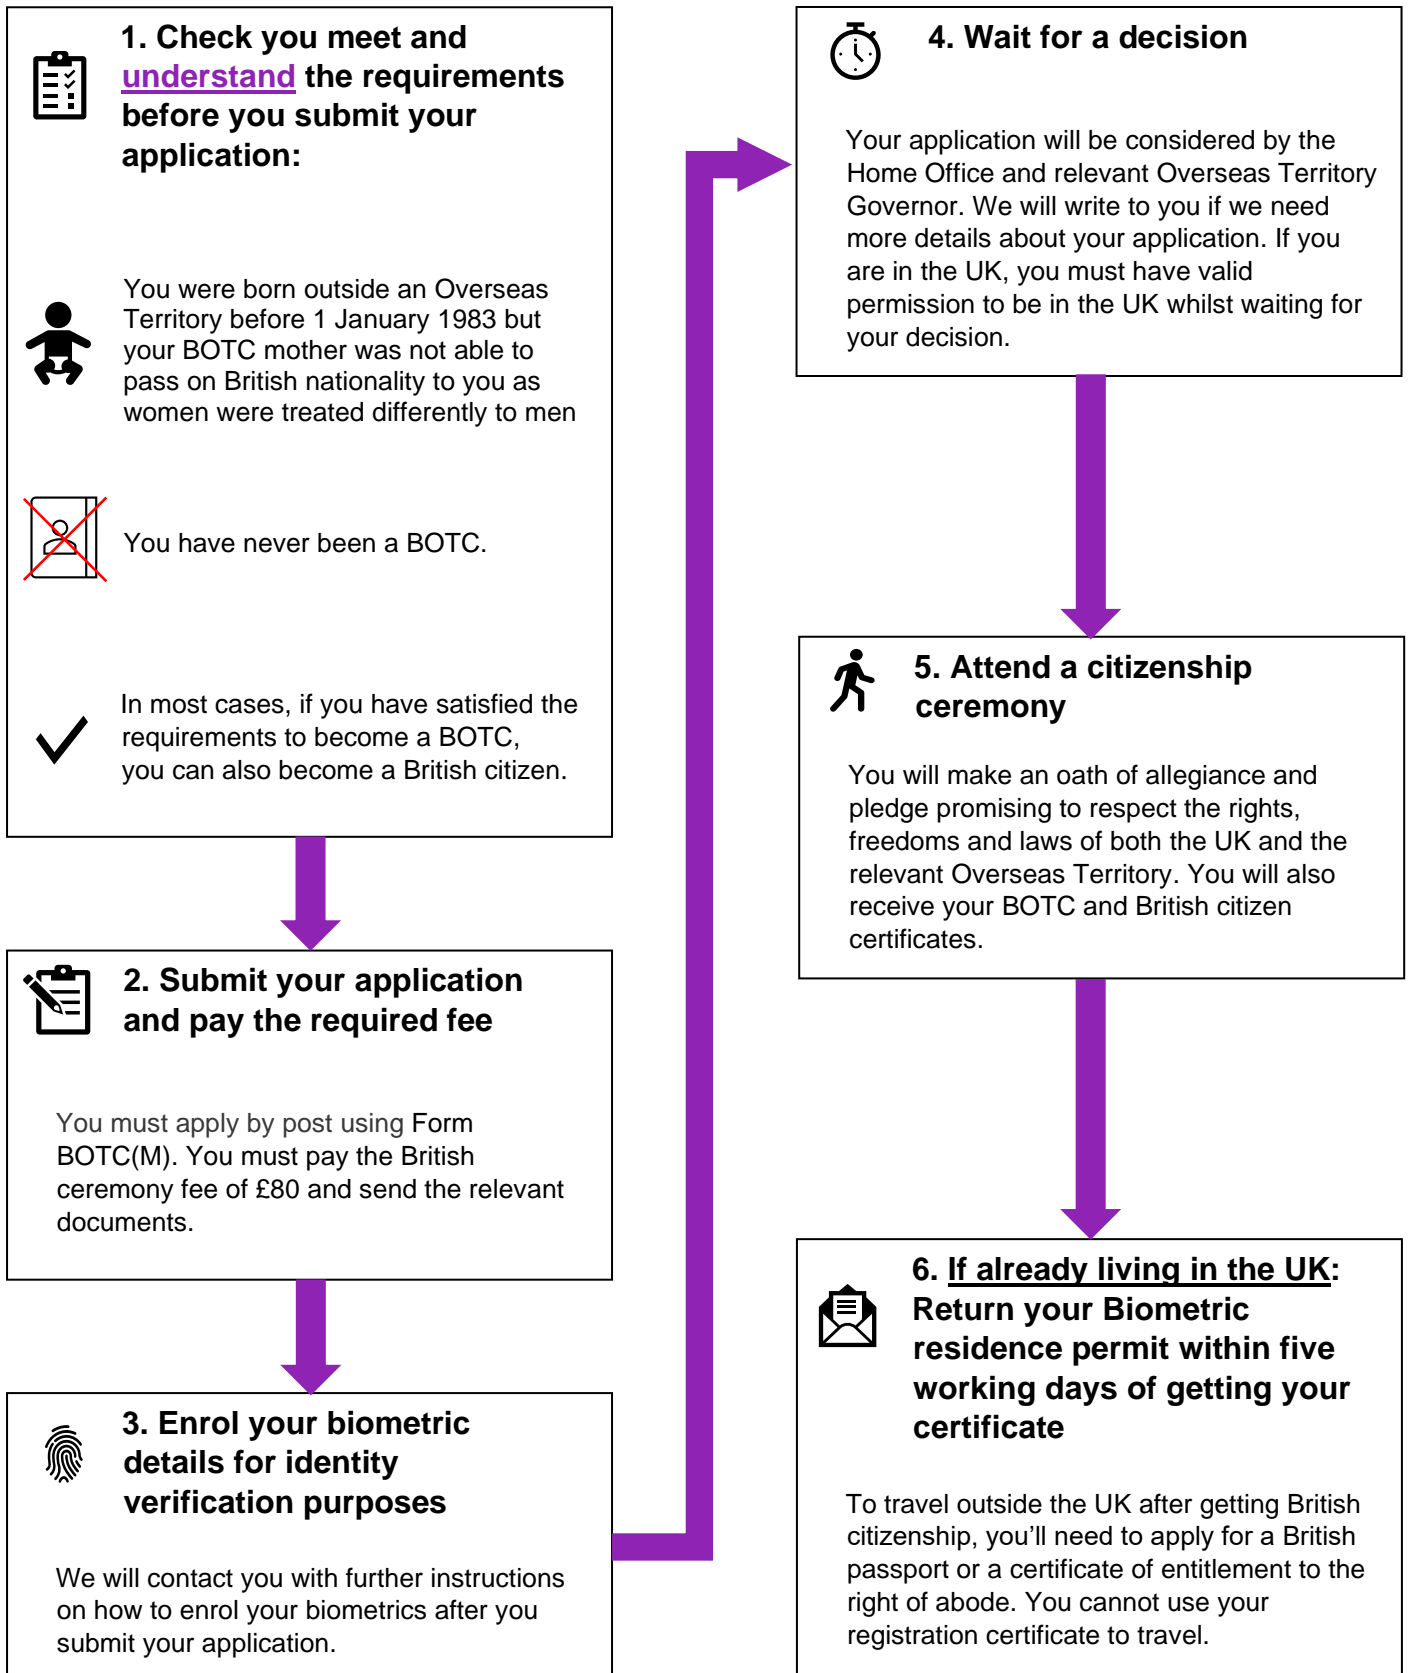 1. Check you meet and
understand the requirements
before you submit your
application:
You were born outside an Overseas
Territory before 1 January 1983 but
your BOTC mother was not able to
pass on British nationality to you as
women were treated differently to men
You have never been a BOTC.
In most cases, if you have satisfied the
requirements to become a BOTC,
you can also become a British citizen.
2. Submit your application
and pay the required fee
You must apply by post using Form
BOTC(M). You must pay the British
ceremony fee of £80 and send the relevant
documents.
3. Enrol your biometric
details for identity
verification purposes
We will contact you with further instructions
on how to enrol your biometrics after you
submit your application.
4. Wait for a decision
Your application will be considered by the
Home Office and relevant Overseas Territory
Governor. We will write to you if we need
more details about your application. If you
are in the UK, you must have valid
permission to be in the UK whilst waiting for
your decision.
5. Attend a citizenship
ceremony
You will make an oath of allegiance and
pledge promising to respect the rights,
freedoms and laws of both the UK and the
relevant Overseas Territory. You will also
receive your BOTC and British citizen
certificates.
6. If already living in the UK:
Return your Biometric
residence permit within five
working days of getting your
certificate
To travel outside the UK after getting British
citizenship, you’ll need to apply for a British
passport or a certificate of entitlement to the
right of abode. You cannot use your
registration certificate to travel.